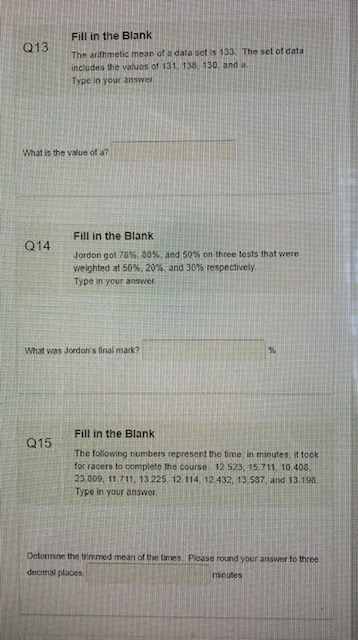 Fill in the Blank
Q13
The arithmetic mean of a data set is 133. The set of data
includes the values of 131, 138, 130, and a.
Type in your answer.
What is the value of a?
Fill in the Blank
Q14
Jordon got 78%, 80%, and 50% on three tests that were
weighted at 50%, 20%, and 30% respectively.
Type in your answer.
What was Jordon's final mark? %
Fill in the Blank
Q15
The following numbers represent the time, in minutes, it took
for racers to complete the course: 12.523, 15.711, 10.408,
23.809, 11.711, 13.225, 12.114, 12.432, 13.587, and 13.198.
Type in your answer.
Determine the trimmed mean of the times. Please round your answer to three
decimal places. minutes